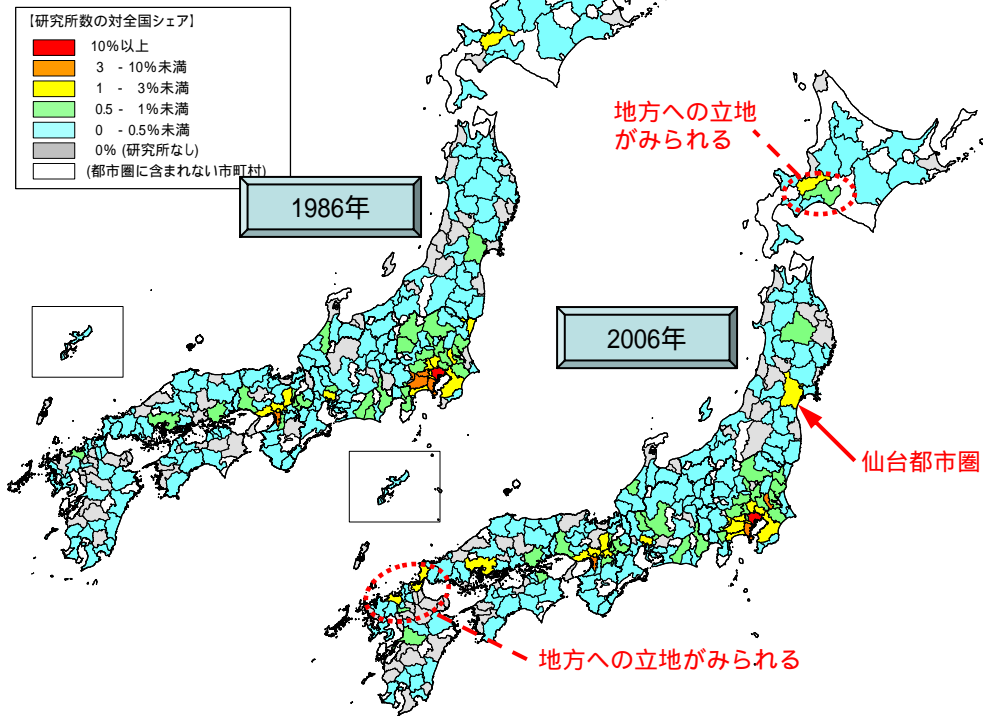 【研究所数の対全国シェア】
10%以上
3 - 10%未満
1 - 3%未満
0.5 - 1%未満
0 - 0.5%未満
0% (研究所なし)
(都市圏に含まれない市町村)
1986年
地方への立地
がみられる
2006年
仙台都市圏
地方への立地がみられる